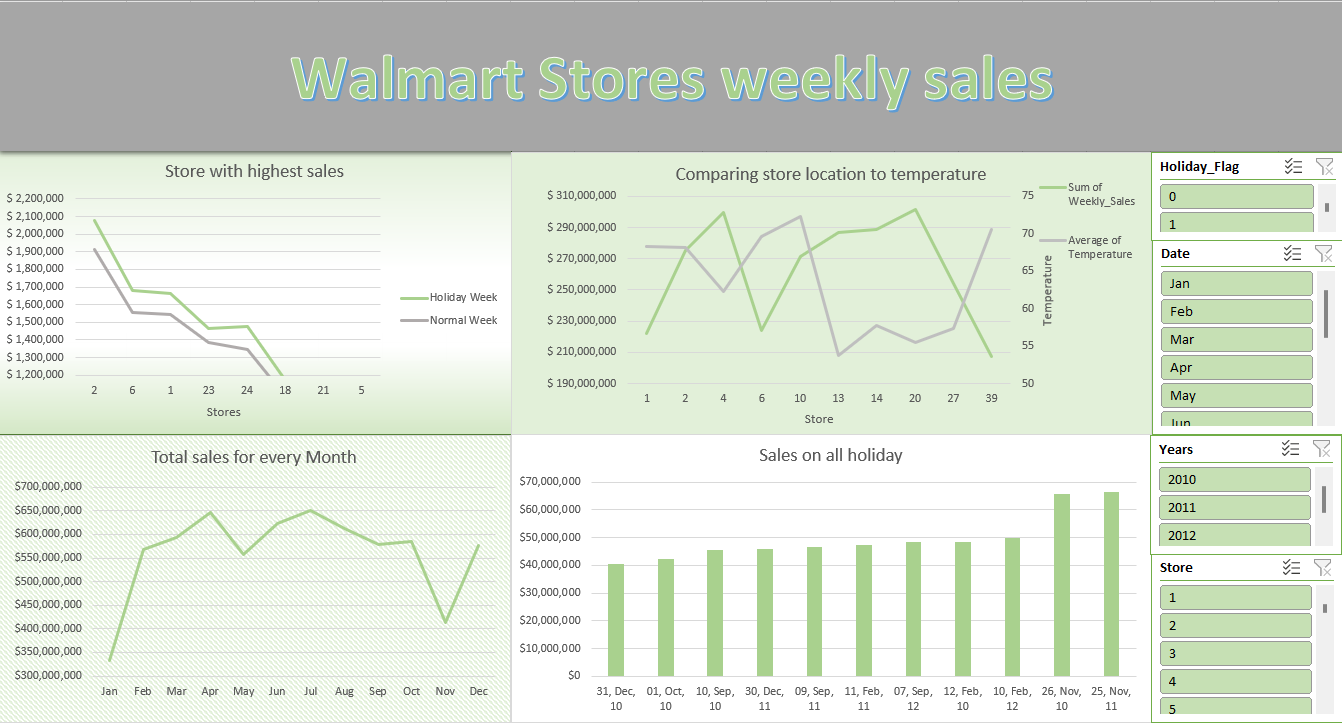 Walmart Stores weekly sales
Store with highest sales
$ 2,200,000
$ 2,100,000
$ 2,000,000
$ 1,900,000
$ 1,800,000
$ 1,700,000
$ 1,600,000
$ 1,500,000
$ 1,400,000
$ 1,300,000
$ 1,200,000
2 6 1 23 24 18 21 5
Stores
Holiday Week
Normal Week
Comparing store location to temperature
$ 310,000,000
$ 290,000,000
$ 270,000,000
$ 250,000,000
$ 230,000,000
$ 210,000,000
$ 190,000,000
1 2 4 6 10 13 14 20 27 39
Store
75
70
65
60
55
50
Temperature
Sum of
Weekly_Sales
Average of
Temperature
Total sales for every Month
$700,000,000
$650,000,000
$600,000,000
$550,000,000
$500,000,000
$450,000,000
$400,000,000
$350,000,000
$300,000,000
Jan Feb Mar Apr May Jun Jul Aug Sep Oct Nov Dec
Sales on all holiday
$70,000,000
$60,000,000
$50,000,000
$40,000,000
$30,000,000
$20,000,000
$10,000,000
$0
31, Dec, 01, Oct, 10, Sep, 30, Dec, 09, Sep, 11, Feb, 07, Sep, 12, Feb, 10, Feb, 26, Nov, 25, Nov,
10 10 10 11 11 11 12 10 12 10 11
Holiday_Flag
0
1
Date
Jan
Feb
Mar
Apr
May
Jun
Years
2010
2011
2012
Store
1
2
3
4
5